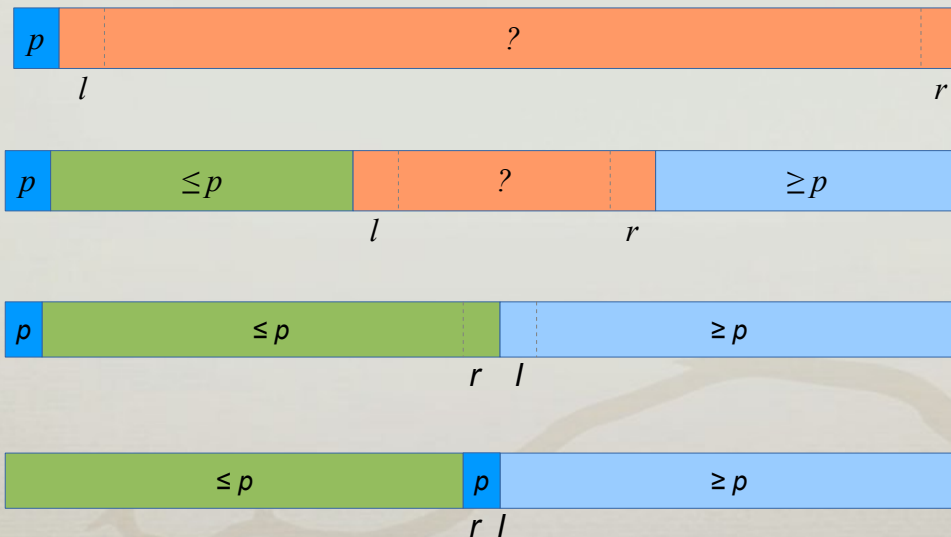 p ?
l r
p ≤ p ? ≥ p
l r
p ≤ p ≥ p
r l
≤ p p ≥ p
r l